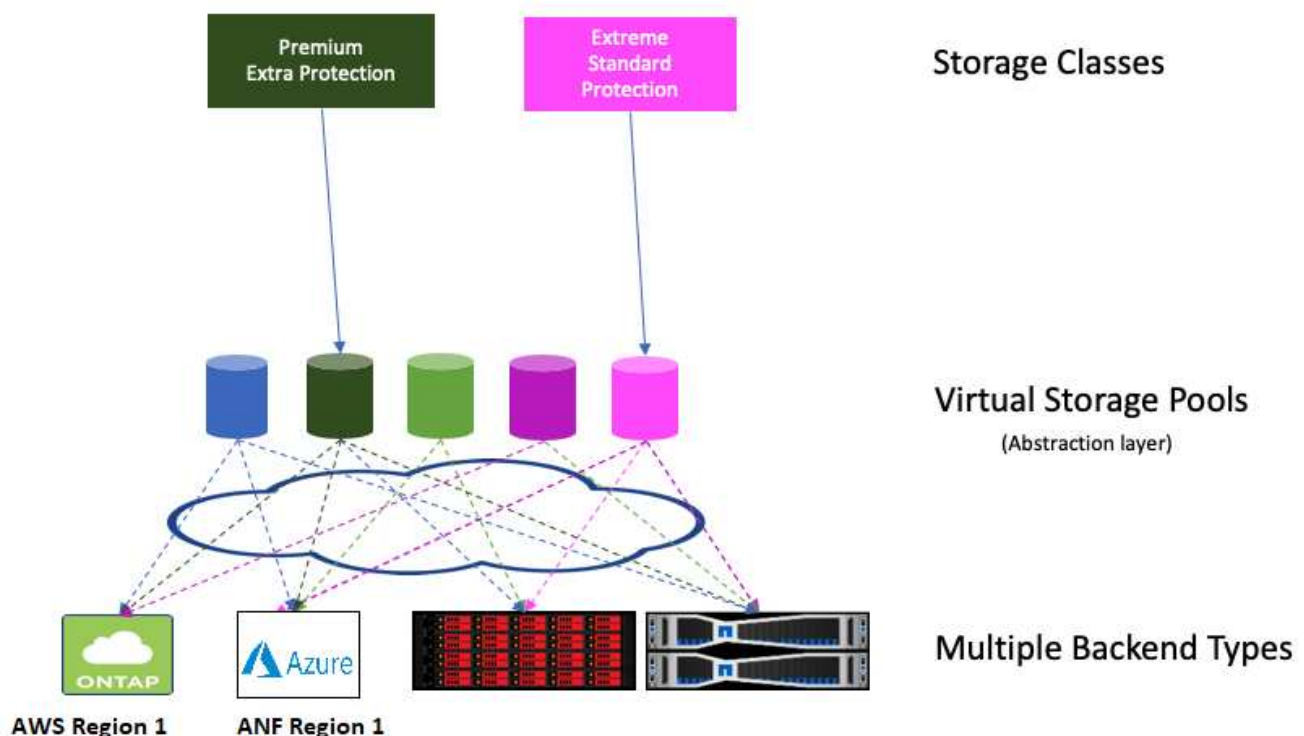 Premium
Extra Protection
Extreme
Standard
Protection
Storage Classes
Virtual Storage Pools
(Abstraction layer)
ONTAP
Azure
Multiple Backend Types
AWS Region 1
ANF Region 1